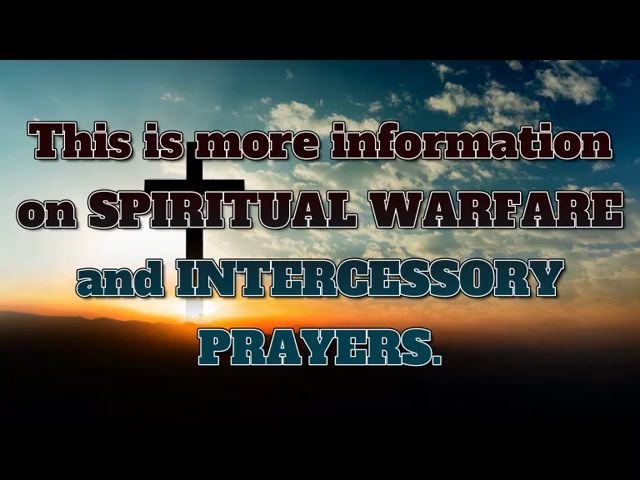 This is more information
on SPIRITUAL WARFARE
and INTERCESSORY
PRAYERS.